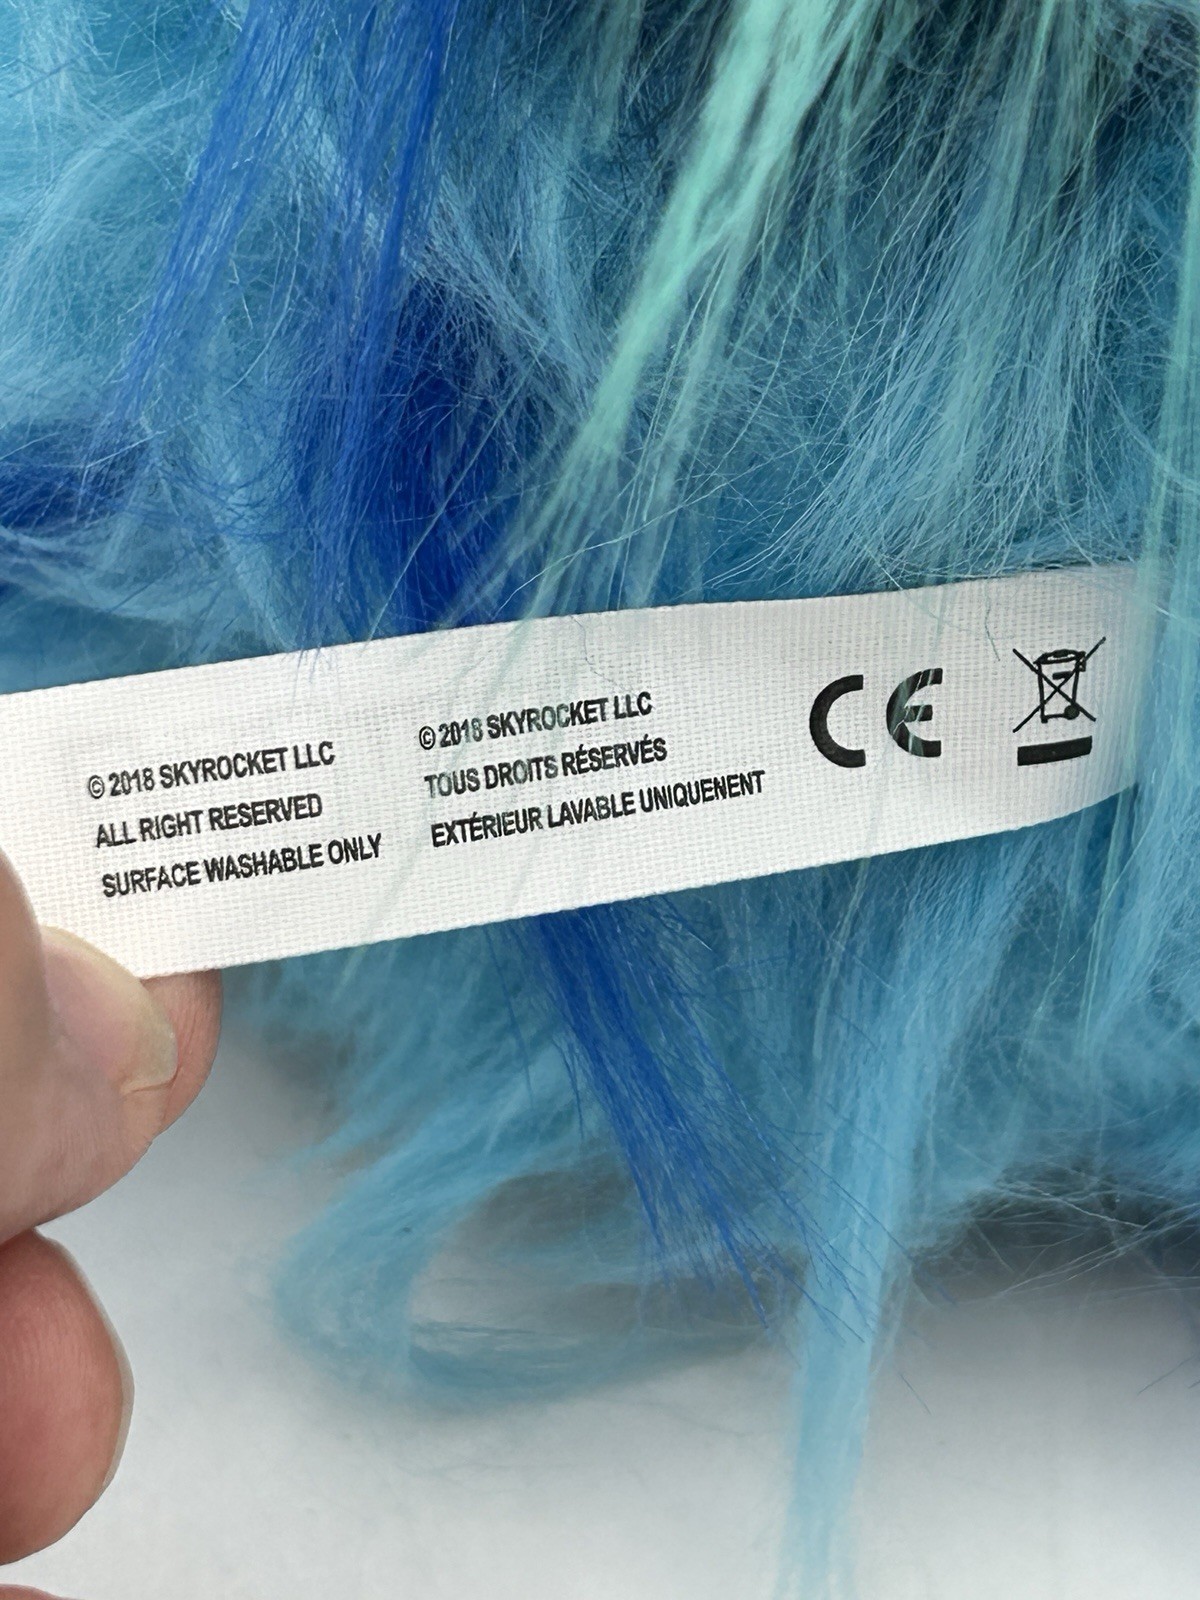 © 2018 SKYROCKET LLC
ALL RIGHT RESERVED
SURFACE WASHABLE ONLY
© 2018 SKYROCKET LLC
TOUS DROITS RÉSERVÉS
EXTÉRIEUR LAVABLE UNIQUENENT
CE